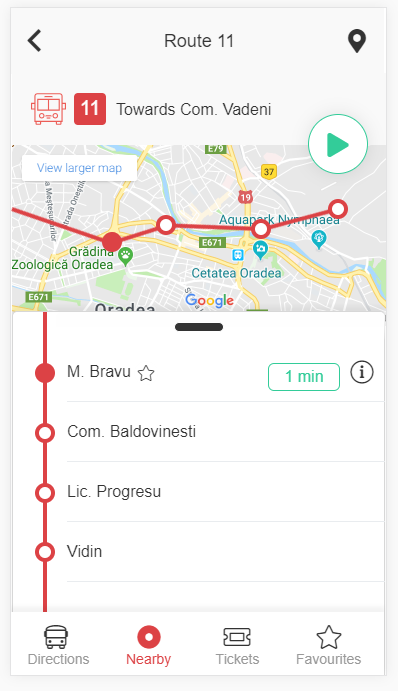 Route 11
11 Towards Com. Vadeni
E79
View larger map
37
19
Aquapark Nymphaea
E671
Grădina
Zoologică Oradea
Cetatea Oradea
E671
Oradea
Google
M. Bravu
1 min
Com. Baldovinesti
Lic. Progresu
Vidin
Directions
Nearby
Tickets
Favourites